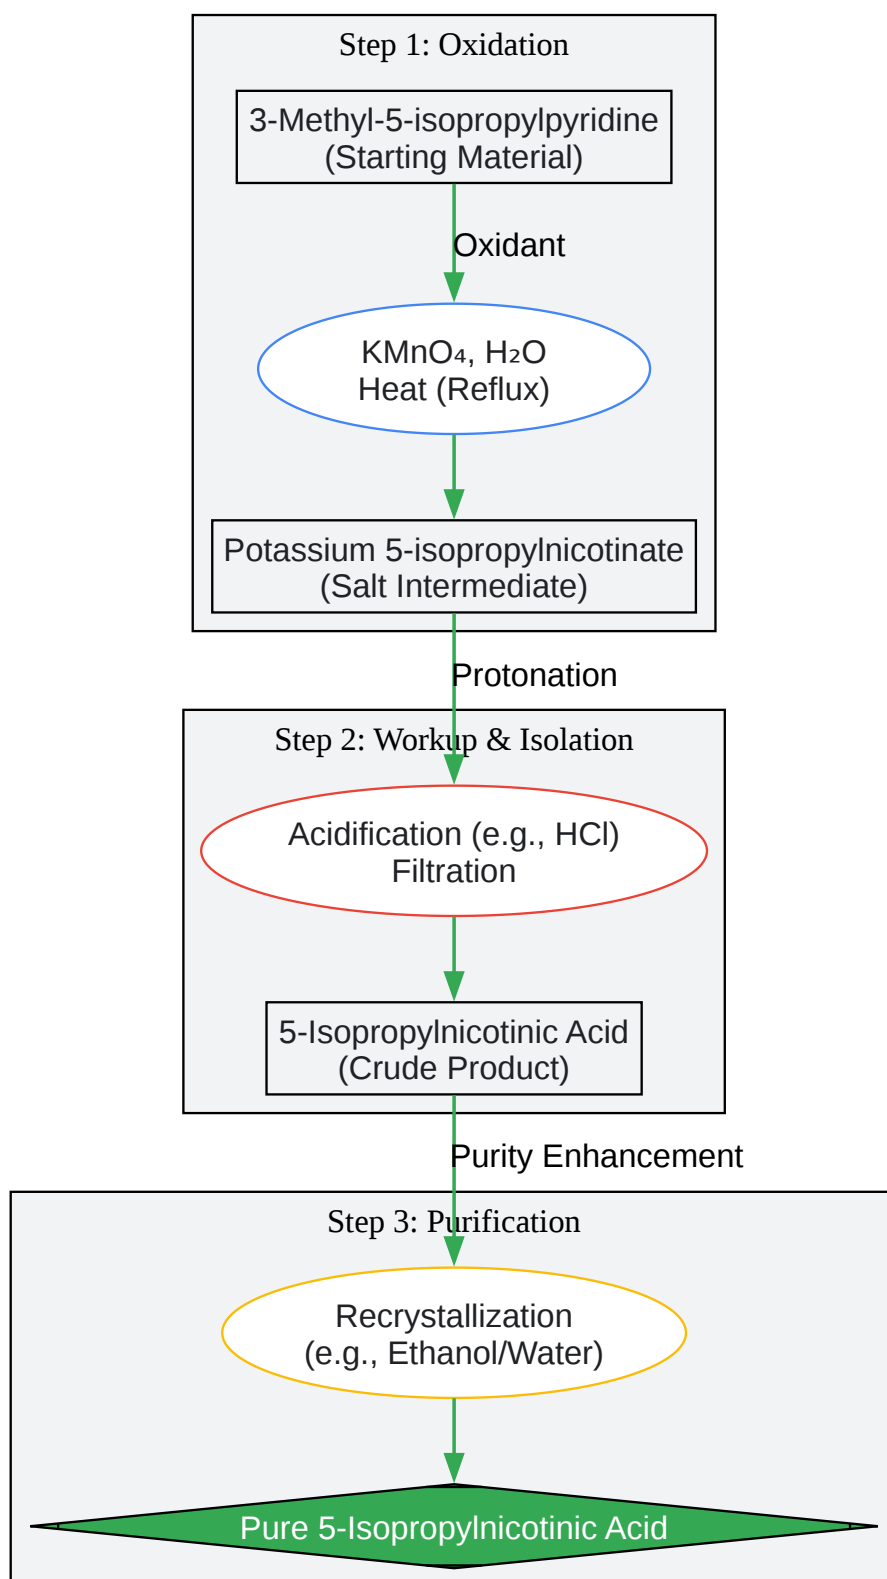 Step 1: Oxidation
3-Methyl-5-isopropylpyridine
(Starting Material)
Oxidant
KMnO₄, H₂O
Heat (Reflux)
Potassium 5-isopropylnicotinate
(Salt Intermediate)
Protonation
Step 2: Workup & Isolation
Acidification (e.g., HCl)
Filtration
5-Isopropylnicotinic Acid
(Crude Product)
Purity Enhancement
Step 3: Purification
Recrystallization
(e.g., Ethanol/Water)
Pure 5-Isopropylnicotinic Acid